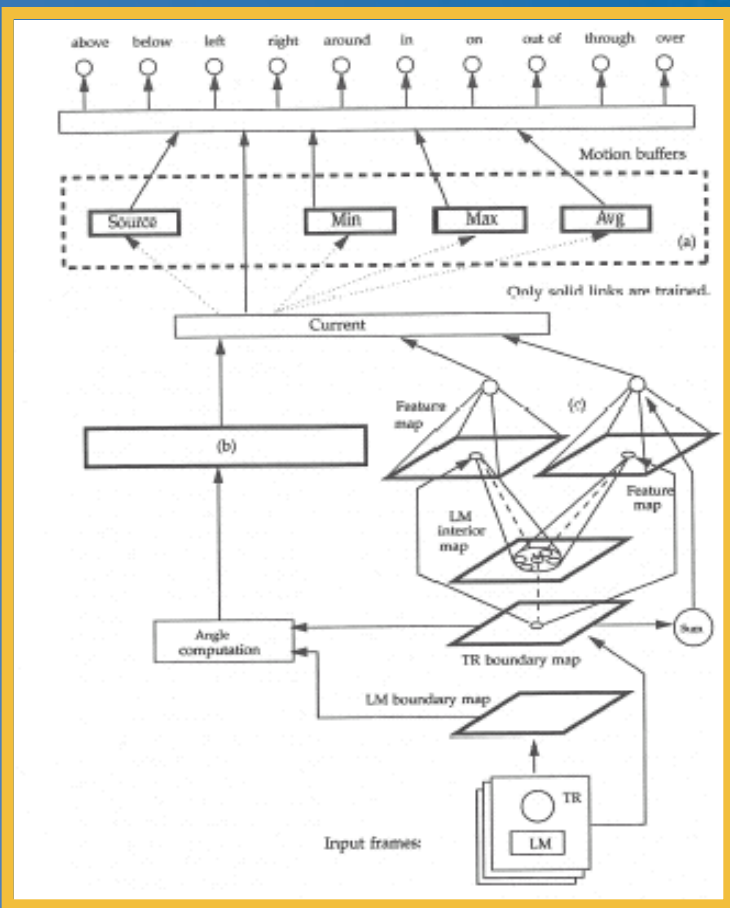 above below left right around in on out of through over
Motion buffers
Source Min Max Avg
(a)
Only solid links are trained.
Current
Feature
map
(c)
(b)
Feature
map
LM
interior
map
Angle
computation
Sum
TR boundary map
LM boundary map
TR
LM
Input frames: